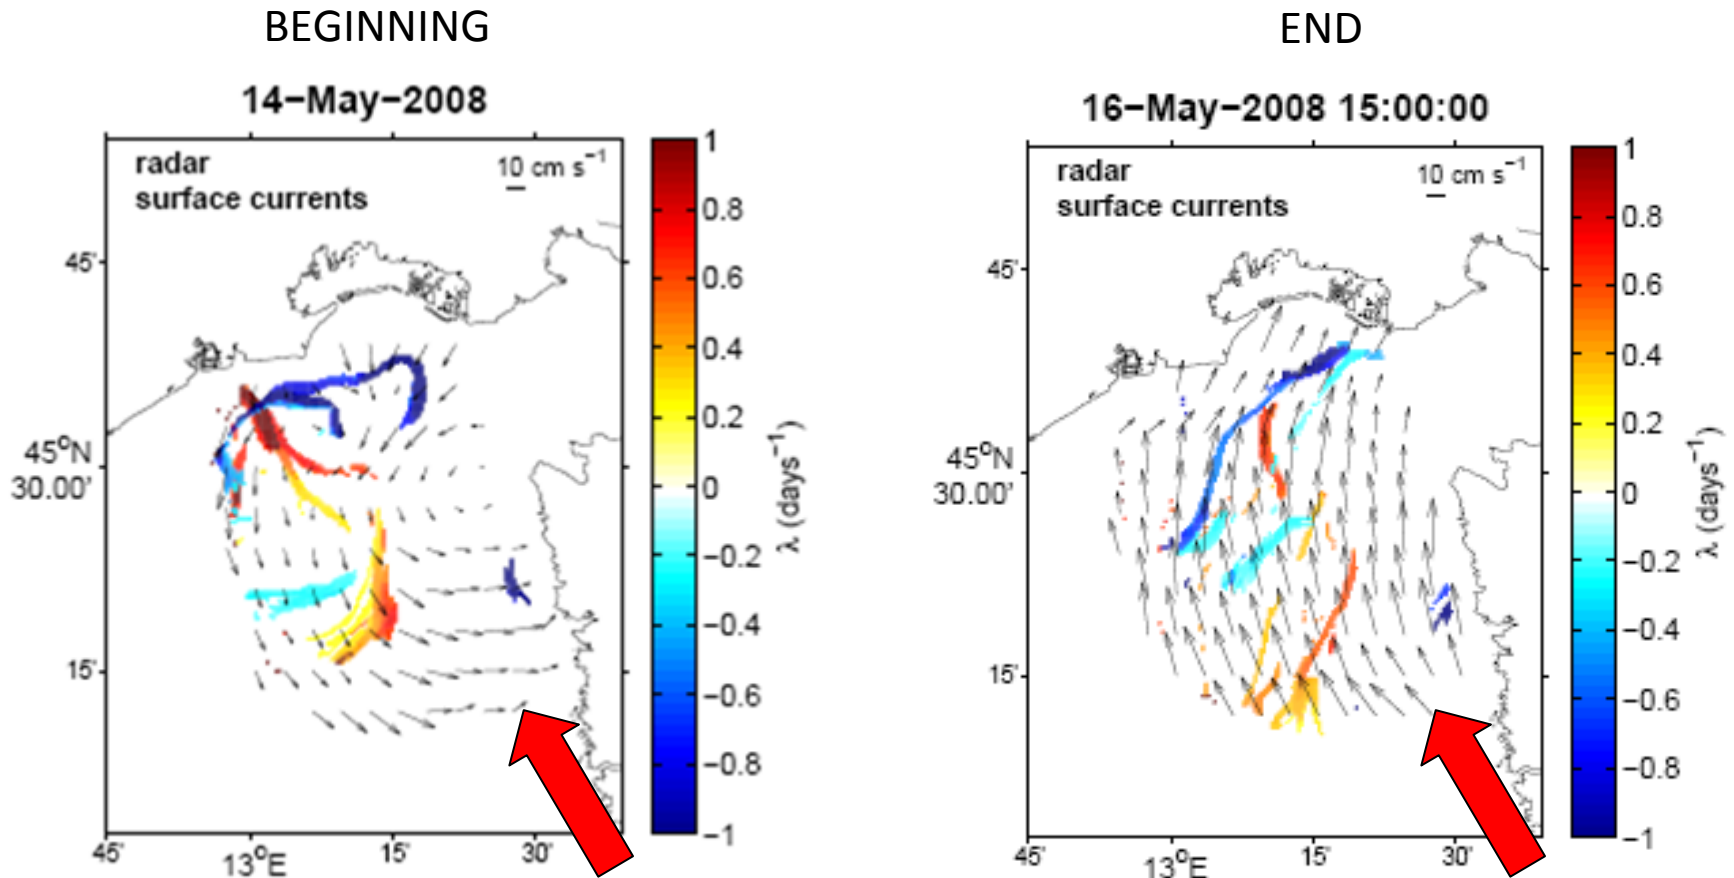 BEGINNING
14−May−2008
radar
surface currents
10 cm s⁻¹
45'
45°N
30.00'
15'
45'
13°E
15'
30'
1
0.8
0.6
0.4
0.2
0
−0.2
−0.4
−0.6
−0.8
−1
λ (days⁻¹)
END
16−May−2008 15:00:00
radar
surface currents
10 cm s⁻¹
45'
45°N
30.00'
15'
45'
13°E
15'
30'
1
0.8
0.6
0.4
0.2
0
−0.2
−0.4
−0.6
−0.8
−1
λ (days⁻¹)